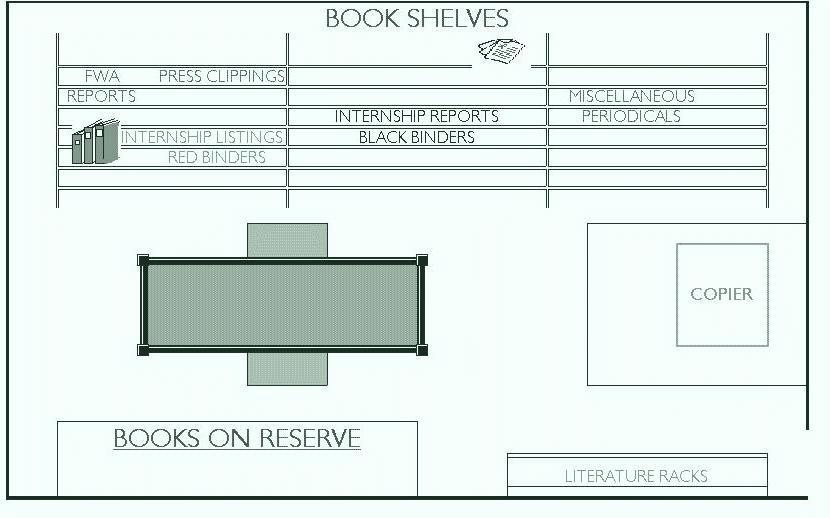 BOOK SHELVES
FWA PRESS CLIPPINGS
REPORTS
INTERNSHIP LISTINGS
RED BINDERS
INTERNSHIP REPORTS
BLACK BINDERS
MISCELLANEOUS
PERIODICALS
COPIER
BOOKS ON RESERVE
LITERATURE RACKS